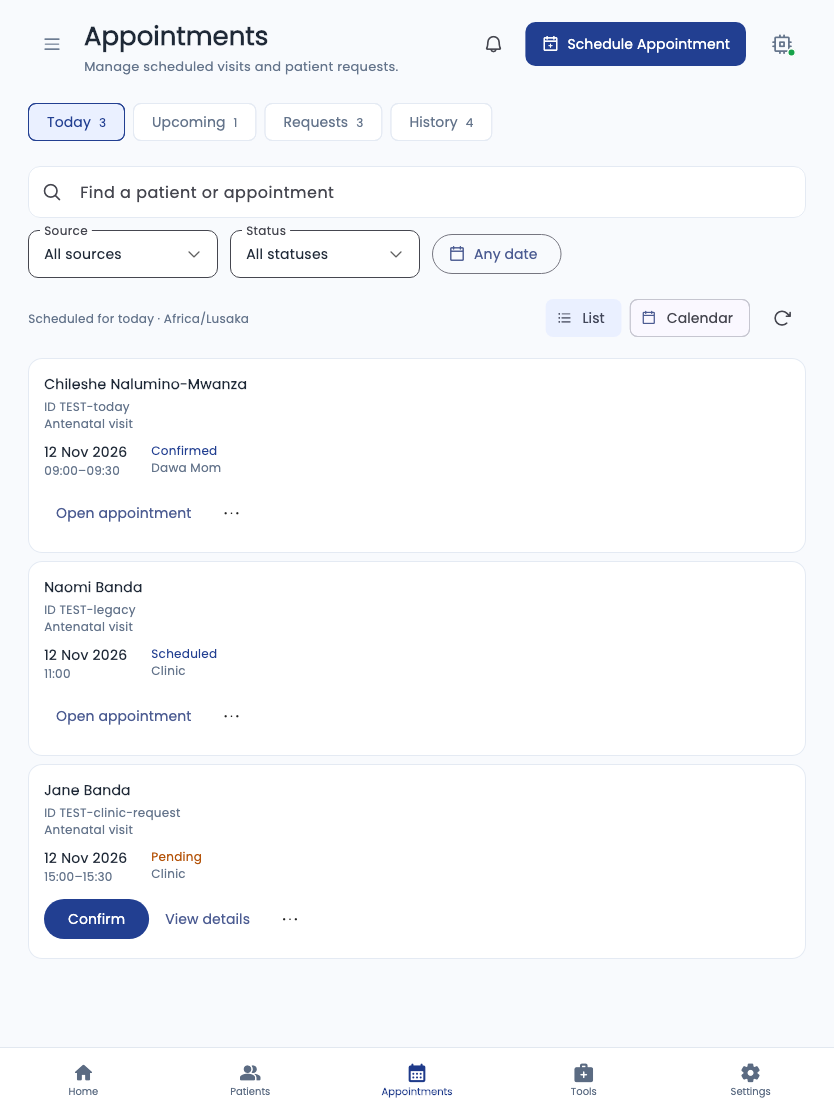 Appointments
Manage scheduled visits and patient requests.
Schedule Appointment
Today 3
Upcoming 1
Requests 3
History 4
Find a patient or appointment
Source
All sources
Status
All statuses
Any date
Scheduled for today · Africa/Lusaka
List
Calendar
Chileshe Nalumino-Mwanza
ID TEST-today
Antenatal visit
12 Nov 2026
09:00–09:30
Confirmed
Dawa Mom
Open appointment
Naomi Banda
ID TEST-legacy
Antenatal visit
12 Nov 2026
11:00
Scheduled
Clinic
Open appointment
Jane Banda
ID TEST-clinic-request
Antenatal visit
12 Nov 2026
15:00–15:30
Pending
Clinic
Confirm
View details
Home
Patients
Appointments
Tools
Settings